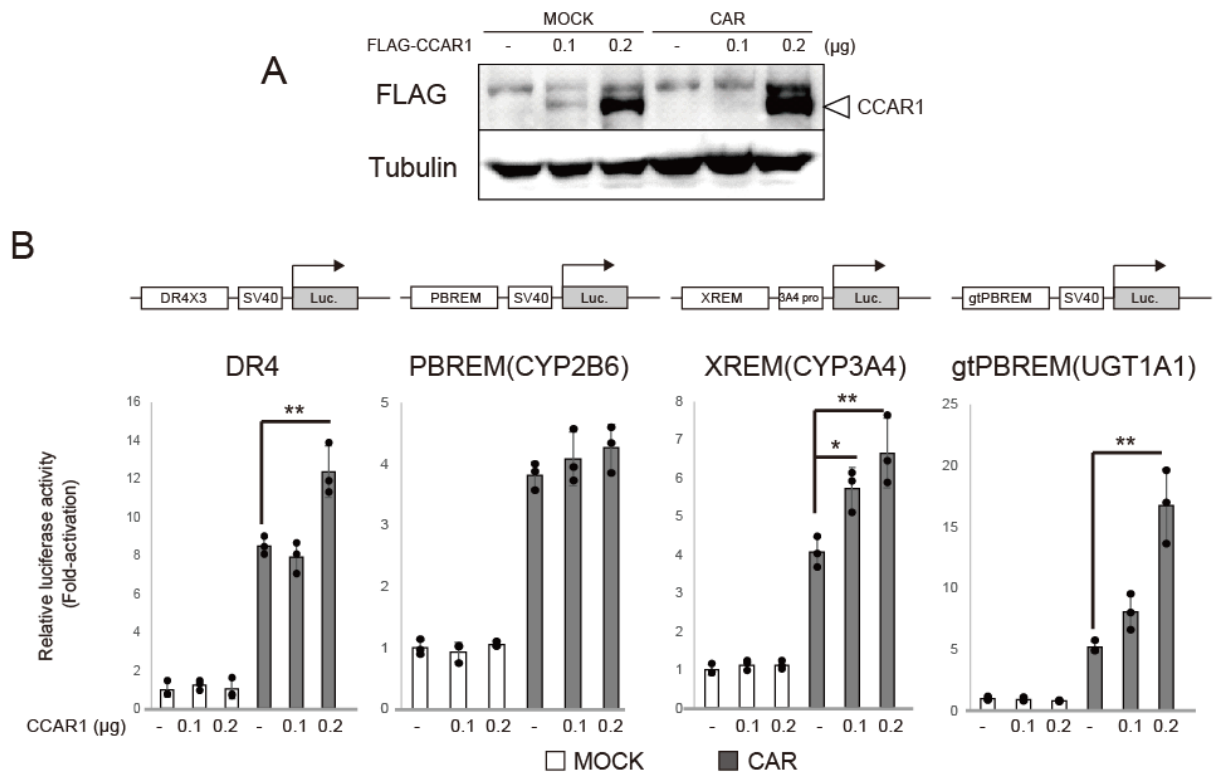 A
MOCK CAR
FLAG-CCAR1 - 0.1 0.2 - 0.1 0.2 (µg)
FLAG
CCAR1
Tubulin
B
DR4X3 SV40 Luc. PBREM SV40 Luc. XREM 3A4 pro Luc. gtPBREM SV40 Luc.
DR4 PBREM(CYP2B6) XREM(CYP3A4) gtPBREM(UGT1A1)
Relative luciferase activity
(Fold-activation)
16
14
12
10
8
6
4
2
0
**
5
4
3
2
1
0
8
7
6
5
4
3
2
1
0
**
*
25
20
15
10
5
0
**
CCAR1 (µg) - 0.1 0.2 - 0.1 0.2 - 0.1 0.2 - 0.1 0.2 - 0.1 0.2 - 0.1 0.2 - 0.1 0.2 - 0.1 0.2
MOCK CAR